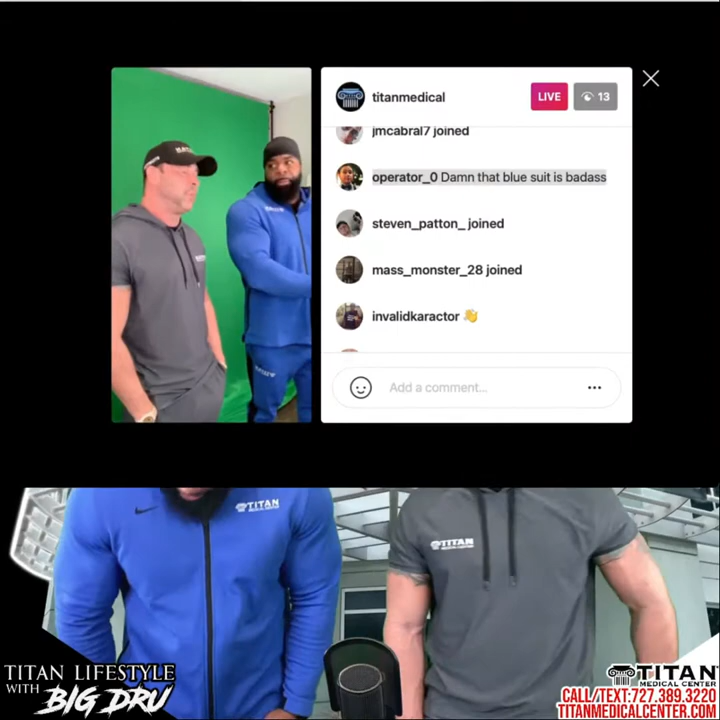 titanmedical
LIVE
13
jmcabral7 joined
operator_0 Damn that blue suit is badass
steven_patton_ joined
mass_monster_28 joined
invalidkaractor 👋
Add a comment...
TITAN
TITAN
TITAN LIFESTYLE
WITH BIG DRU
TITAN
MEDICAL CENTER
CALL/TEXT:727.389.3220
TITANMEDICALCENTER.COM